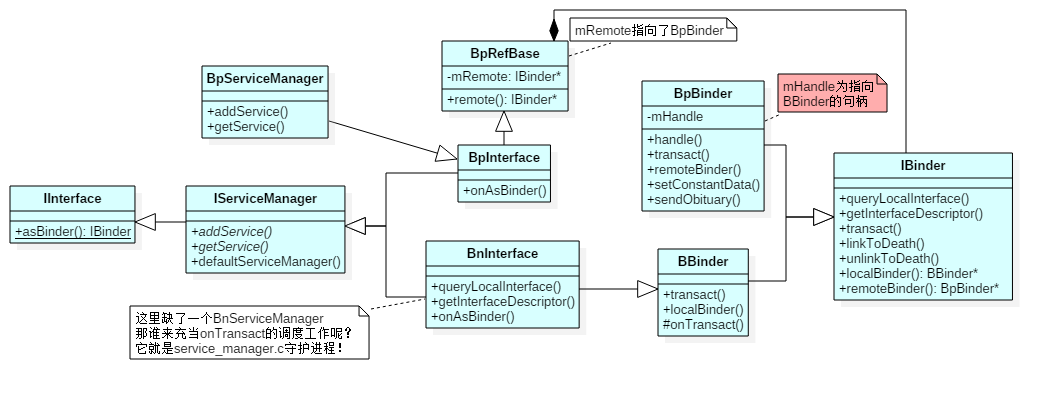 mRemote指向了BpBinder
BpRefBase
-mRemote: IBinder*
+remote(): IBinder*
BpServiceManager
+addService()
+getService()
BpBinder
-mHandle
+handle()
+transact()
+remoteBinder()
+setConstantData()
+sendObituary()
mHandle为指向
BBinder的句柄
BpInterface
+onAsBinder()
IBinder
+queryLocalInterface()
+getInterfaceDescriptor()
+transact()
+linkToDeath()
+unlinkToDeath()
+localBinder(): BBinder*
+remoteBinder(): BpBinder*
IInterface
+asBinder(): IBinder
IServiceManager
+addService()
+getService()
+defaultServiceManager()
BnInterface
+queryLocalInterface()
+getInterfaceDescriptor()
+onAsBinder()
BBinder
+transact()
+localBinder()
#onTransact()
这里缺了一个BnServiceManager
那谁来充当onTransact的调度工作呢?
它就是service_manager.c守护进程!